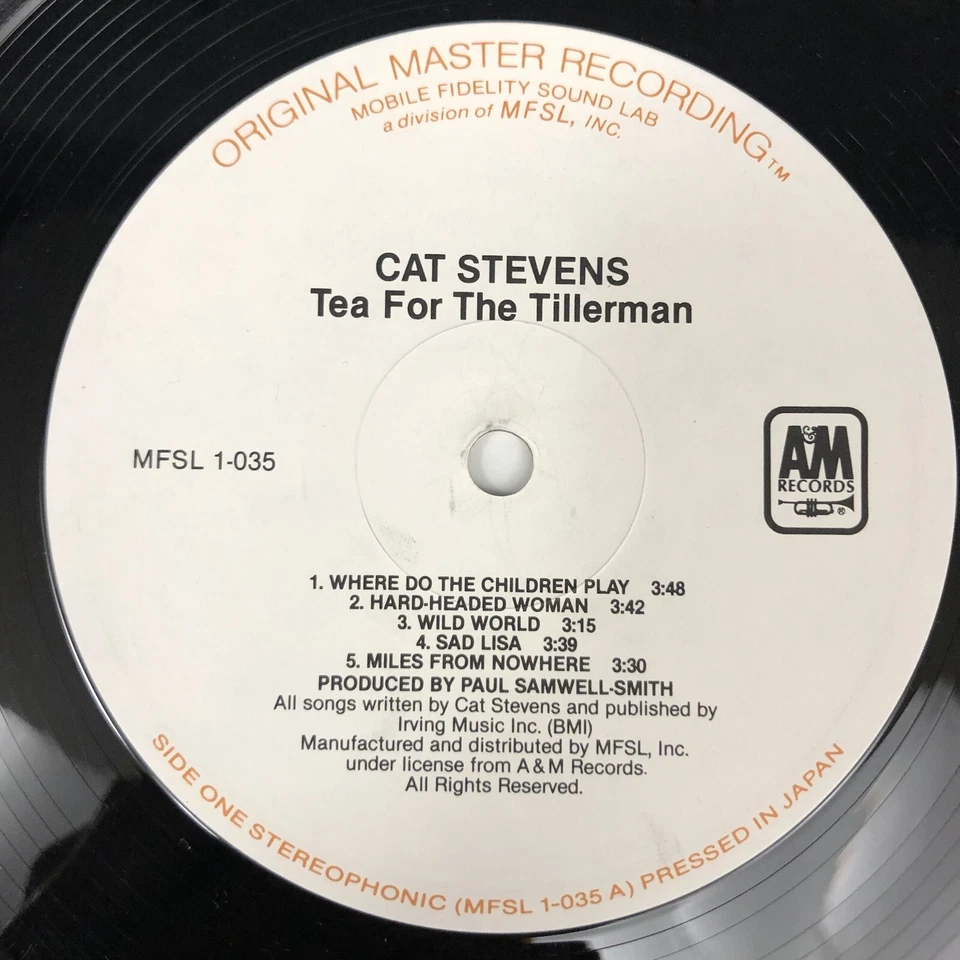 ORIGINAL MASTER RECORDING™
MOBILE FIDELITY SOUND LAB
a division of MFSL, INC.
CAT STEVENS
Tea For The Tillerman
MFSL 1-035
A&M
RECORDS
®
1. WHERE DO THE CHILDREN PLAY 3:48
2. HARD-HEADED WOMAN 3:42
3. WILD WORLD 3:15
4. SAD LISA 3:39
5. MILES FROM NOWHERE 3:30
PRODUCED BY PAUL SAMWELL-SMITH
All songs written by Cat Stevens and published by
Irving Music Inc. (BMI)
Manufactured and distributed by MFSL, Inc.
under license from A&M Records.
All Rights Reserved.
SIDE ONE STEREOPHONIC (MFSL 1-035 A) PRESSED IN JAPAN